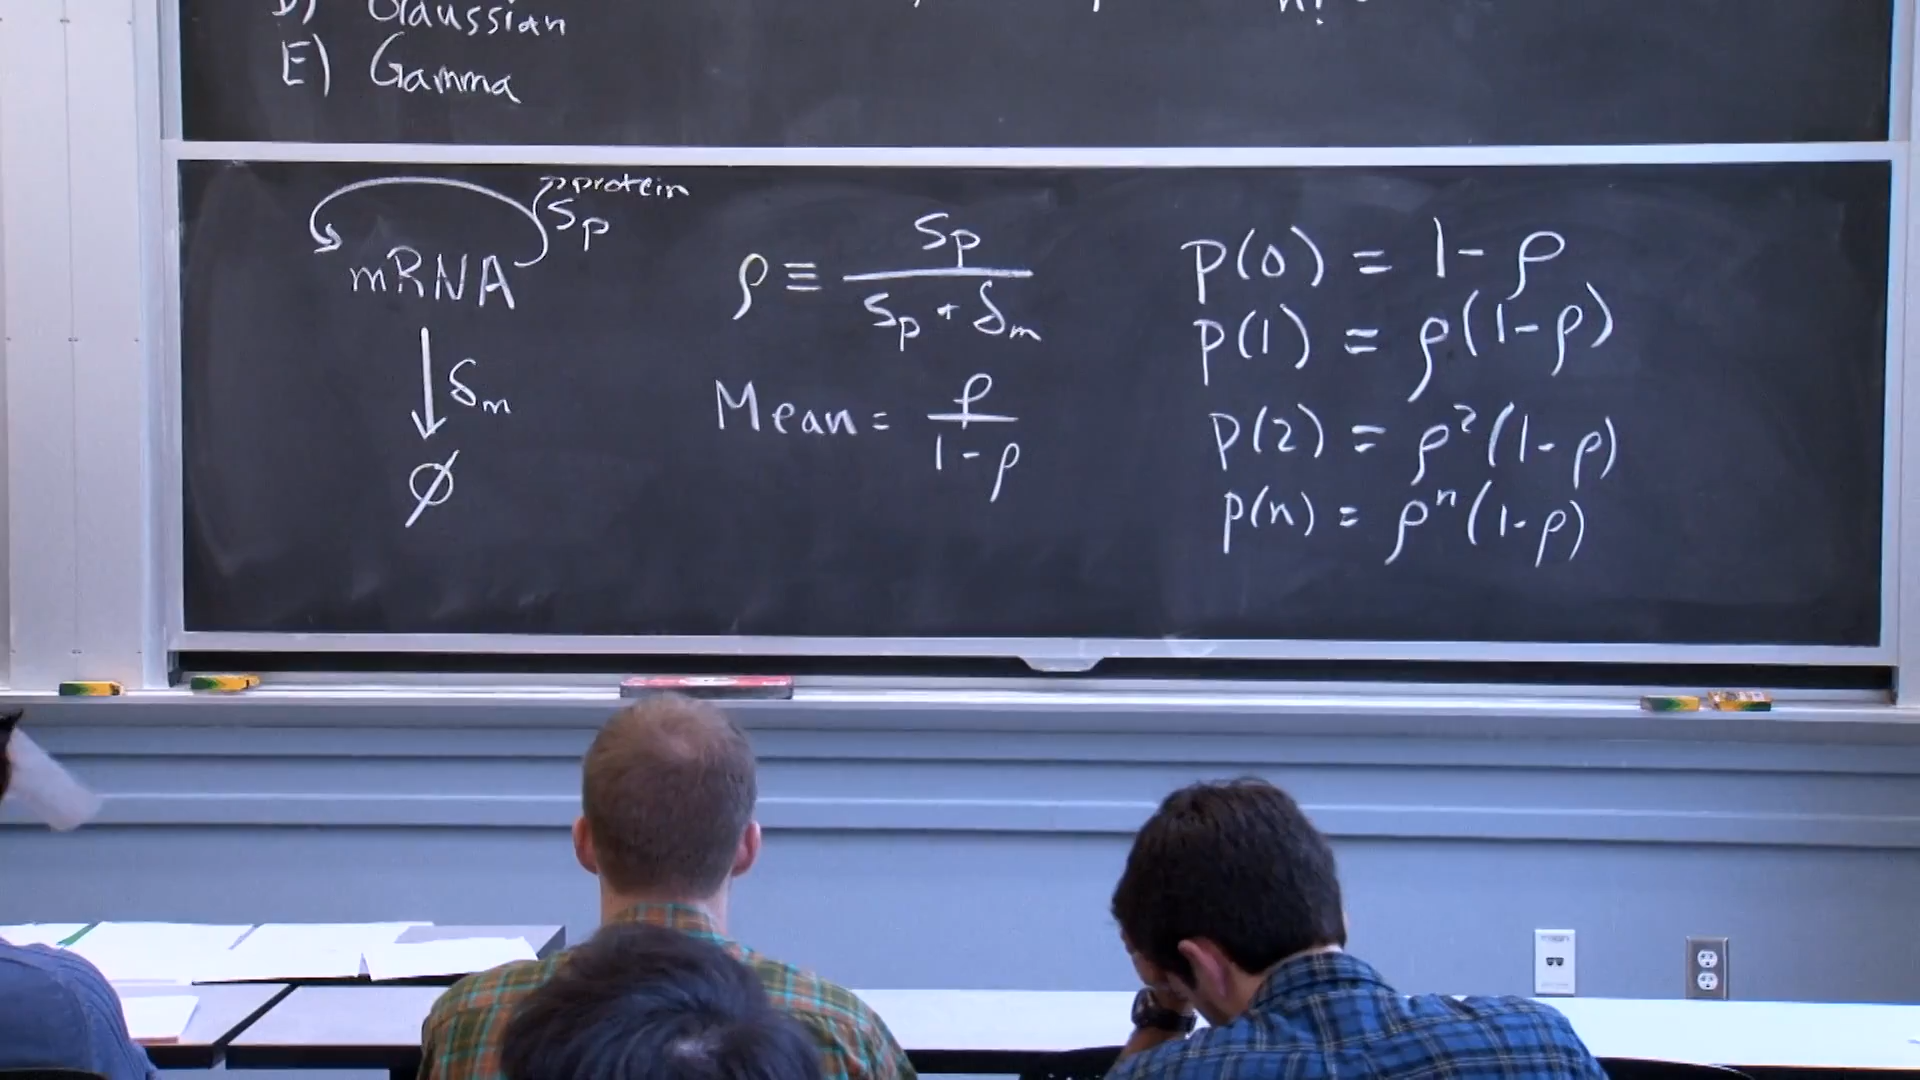 D) Gaussian
n!
E) Gamma
protein
Sp
mRNA
δm
∅
ρ ≡ Sp / (Sp + δm)
Mean = ρ / (1-ρ)
P(0) = 1-ρ
P(1) = ρ(1-ρ)
P(2) = ρ²(1-ρ)
P(n) = ρⁿ(1-ρ)